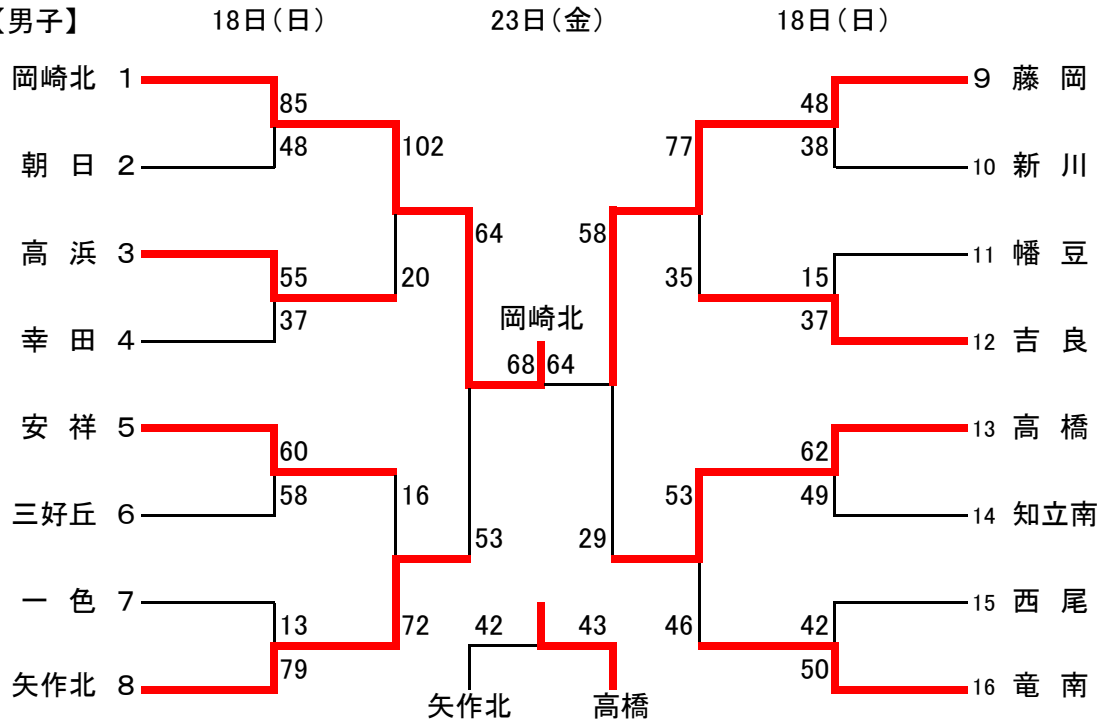 【男子】 18日(日) 23日(金) 18日(日)
岡崎北 1 9 藤 岡
85 48
48 102 77 38
朝 日 2 10 新 川
64 58
高 浜 3 11 幡 豆
55 20 35 15
37 岡崎北 37
幸 田 4 12 吉 良
68 64
安 祥 5 13 高 橋
60 62
58 16 53 49
三好丘 6 14 知立南
53 29
一 色 7 15 西 尾
13 72 42 43 46 42
79 50
矢作北 8 16 竜 南
矢作北 高橋